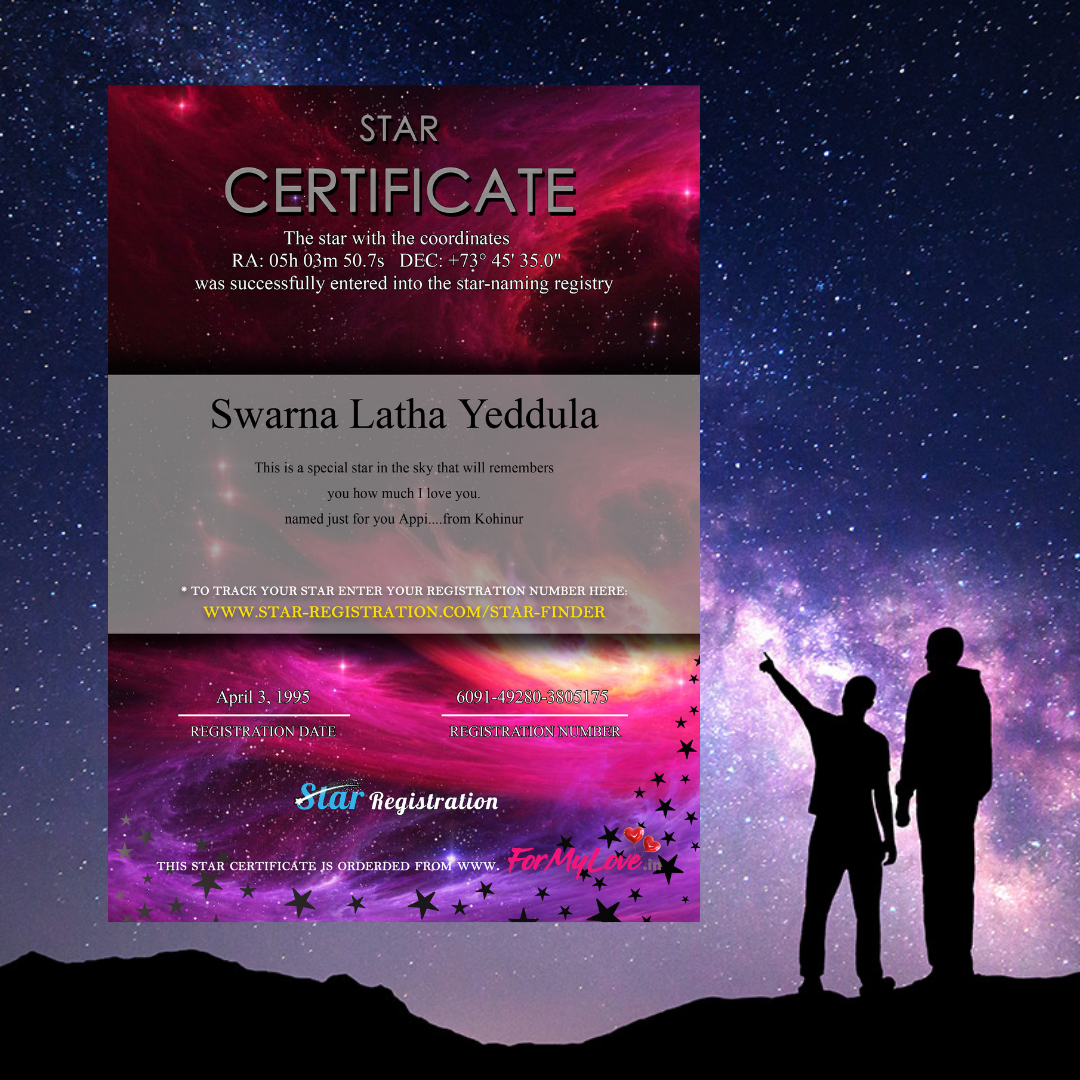 STAR
CERTIFICATE
The star with the coordinates
RA: 05h 03m 50.7s DEC: +73° 45' 35.0"
was successfully entered into the star-naming registry
Swarna Latha Yeddula
This is a special star in the sky that will remembers
you how much I love you.
named just for you Appi....from Kohinur
* TO TRACK YOUR STAR ENTER YOUR REGISTRATION NUMBER HERE:
WWW.STAR-REGISTRATION.COM/STAR-FINDER
April 3, 1995 6091-49280-3805175
REGISTRATION DATE REGISTRATION NUMBER
Star Registration
THIS STAR CERTIFICATE IS ORDERDED FROM WWW. ForMyLove.in